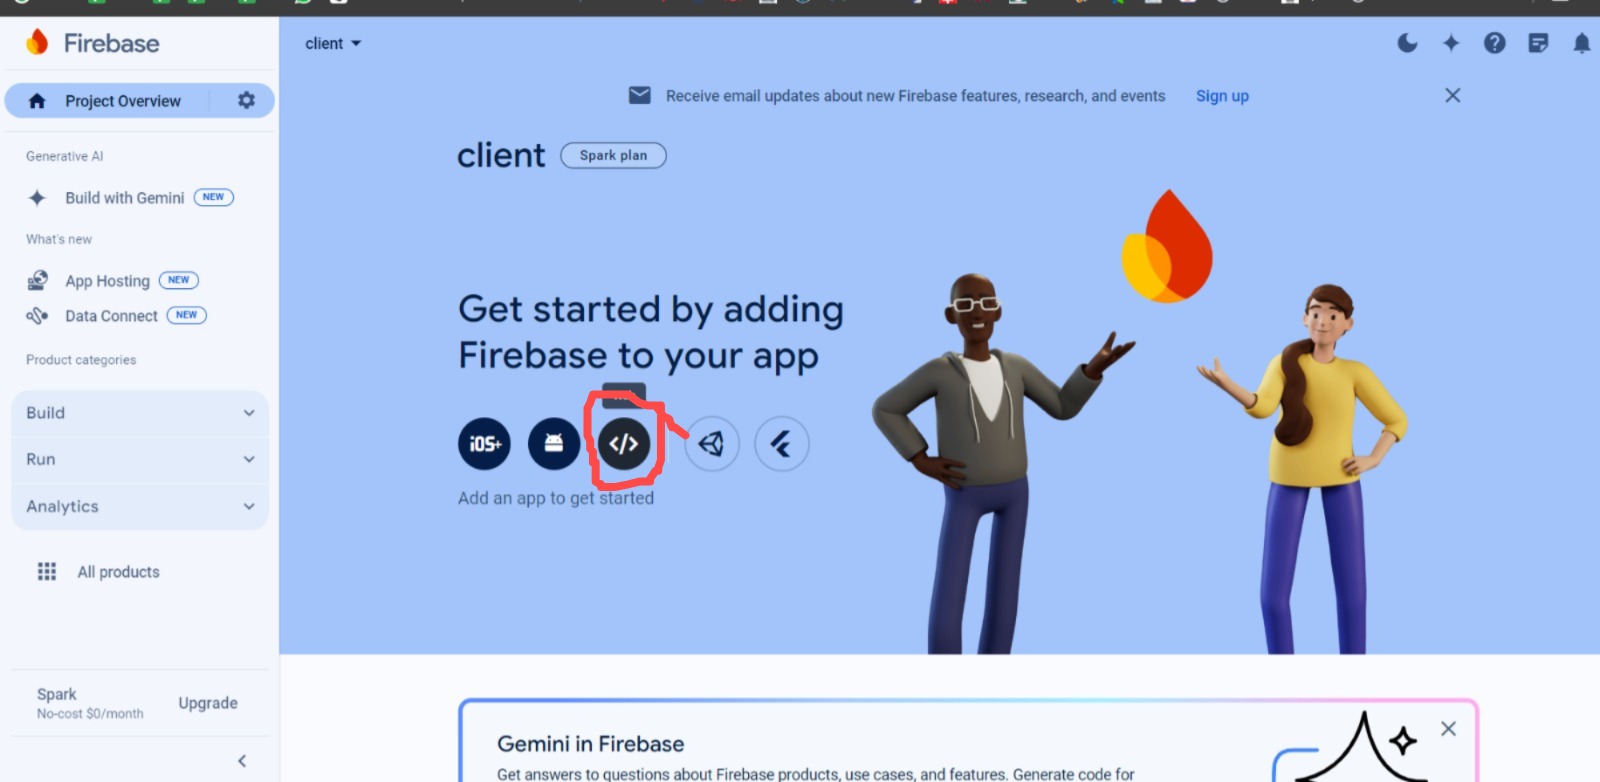 Firebase
client
Project Overview
Receive email updates about new Firebase features, research, and events Sign up
Generative AI
client Spark plan
Build with Gemini NEW
What's new
App Hosting NEW
Data Connect NEW
Get started by adding
Firebase to your app
Product categories
Build
Run
Analytics
iOS+
</>
Add an app to get started
All products
Spark
No-cost $0/month
Upgrade
Gemini in Firebase
Get answers to questions about Firebase products, use cases, and features. Generate code for